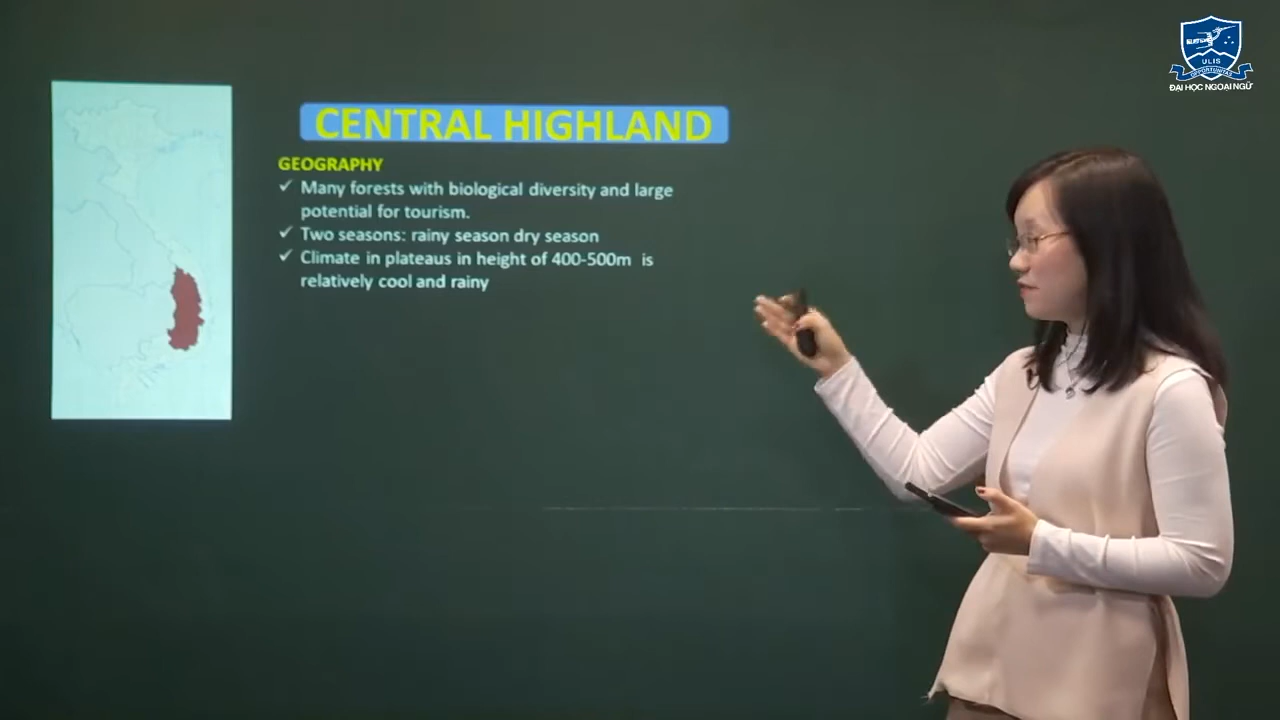 CENTRAL HIGHLAND
GEOGRAPHY
✓ Many forests with biological diversity and large
potential for tourism.
✓ Two seasons: rainy season dry season
✓ Climate in plateaus in height of 400-500m is
relatively cool and rainy
ULIS
ĐẠI HỌC NGOẠI NGỮ